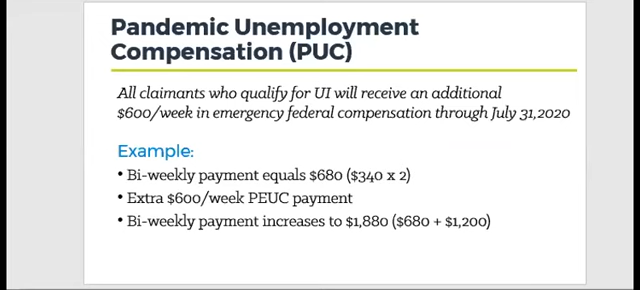 Pandemic Unemployment
Compensation (PUC)
All claimants who qualify for UI will receive an additional
$600/week in emergency federal compensation through July 31,2020
Example:
• Bi-weekly payment equals $680 ($340 x 2)
• Extra $600/week PEUC payment
• Bi-weekly payment increases to $1,880 ($680 + $1,200)